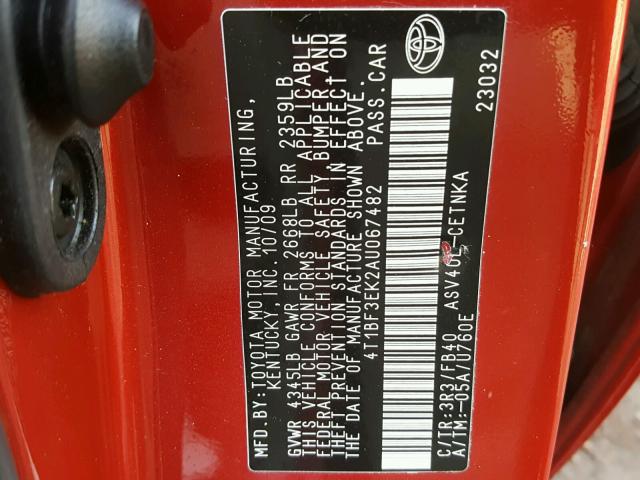 MFD.BY:TOYOTA MOTOR MANUFACTURING,
KENTUCKY, INC. 10/09
GVWR 4345LB GAWR FR 2668LB RR 2359LB
THIS VEHICLE CONFORMS TO ALL APPLICABLE
FEDERAL MOTOR VEHICLE SAFETY, BUMPER, AND
THEFT PREVENTION STANDARDS IN EFFECT ON
THE DATE OF MANUFACTURE SHOWN ABOVE.
4T1BF3EK2AU067482 PASS.CAR
C/TR:3R3/FB40 ASV40L-CETNKA
A/TM:-05A/U760E
23032